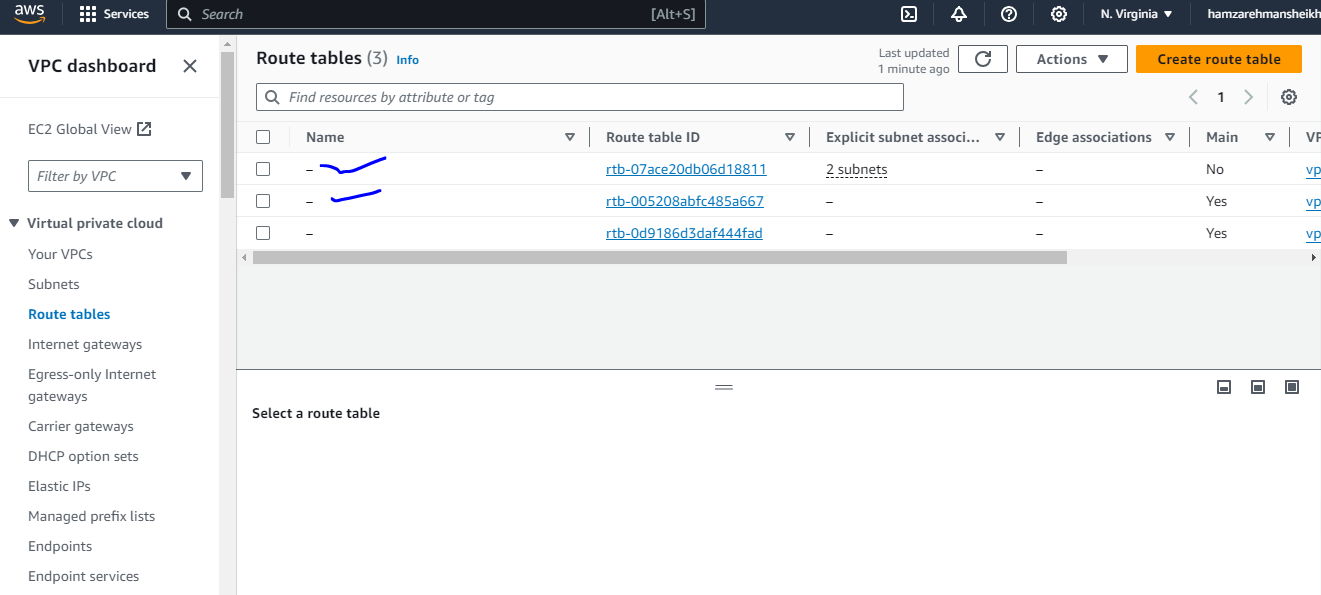 aws Services Search [Alt+S] N. Virginia hamzarehmansheikh
VPC dashboard
EC2 Global View
Filter by VPC
Virtual private cloud
Your VPCs
Subnets
Route tables
Internet gateways
Egress-only Internet
gateways
Carrier gateways
DHCP option sets
Elastic IPs
Managed prefix lists
Endpoints
Endpoint services
Route tables (3) Info
Last updated
1 minute ago
Actions
Create route table
Find resources by attribute or tag
1
Name Route table ID Explicit subnet associ... Edge associations Main VP
– rtb-07ace20db06d18811 2 subnets – No vp
– rtb-005208abfc485a667 – – Yes vp
– rtb-0d9186d3daf444fad – – Yes vp
Select a route table